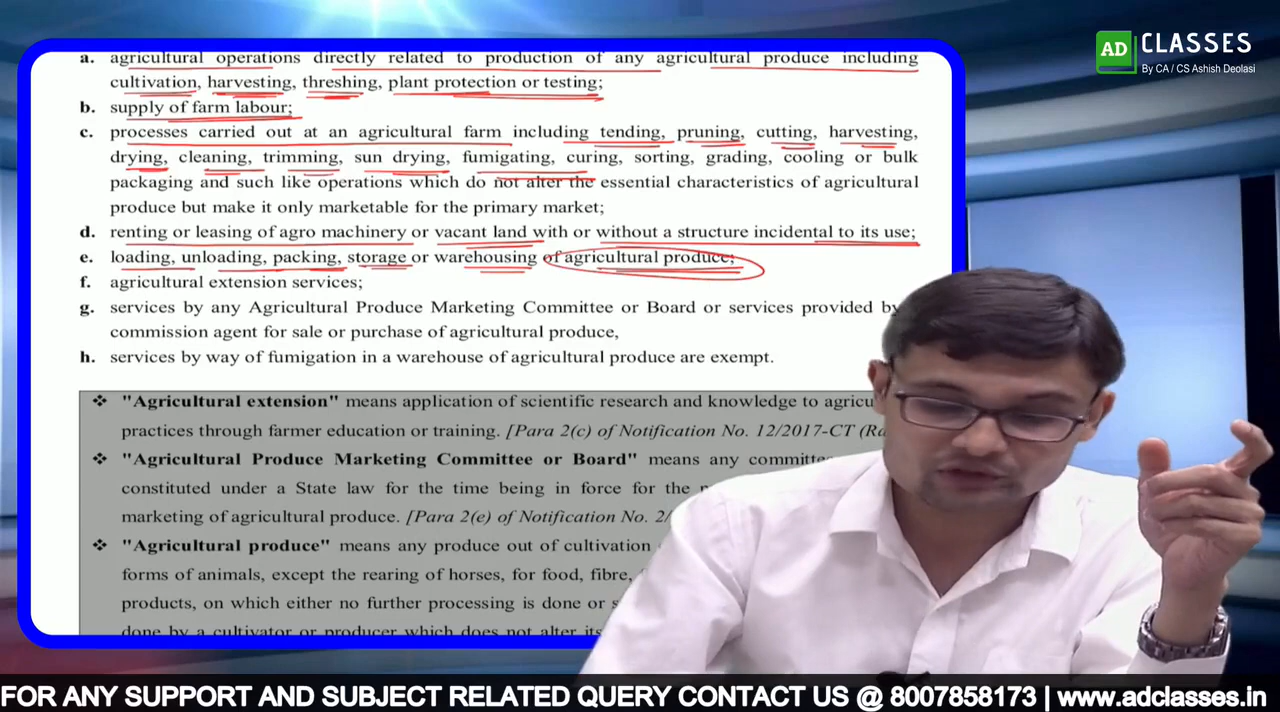 AD CLASSES
By CA / CS Ashish Deolasi
a. agricultural operations directly related to production of any agricultural produce including
cultivation, harvesting, threshing, plant protection or testing;
b. supply of farm labour;
c. processes carried out at an agricultural farm including tending, pruning, cutting, harvesting,
drying, cleaning, trimming, sun drying, fumigating, curing, sorting, grading, cooling or bulk
packaging and such like operations which do not alter the essential characteristics of agricultural
produce but make it only marketable for the primary market;
d. renting or leasing of agro machinery or vacant land with or without a structure incidental to its use;
e. loading, unloading, packing, storage or warehousing of agricultural produce;
f. agricultural extension services;
g. services by any Agricultural Produce Marketing Committee or Board or services provided by
commission agent for sale or purchase of agricultural produce,
h. services by way of fumigation in a warehouse of agricultural produce are exempt.
❖ "Agricultural extension" means application of scientific research and knowledge to
practices through farmer education or training. [Para 2(c) of Notification No. 12/2017-CT
❖ "Agricultural Produce Marketing Committee or Board" means any
constituted under a State law for the time being in force for the
marketing of agricultural produce. [Para 2(e) of Notification No.
❖ "Agricultural produce" means any produce out of cultivation
forms of animals, except the rearing of horses, for food, fibre,
products, on which either no further processing is done or
done by a cultivator or producer which does not alter its
FOR ANY SUPPORT AND SUBJECT RELATED QUERY CONTACT US @ 8007858173 | www.adclasses.in